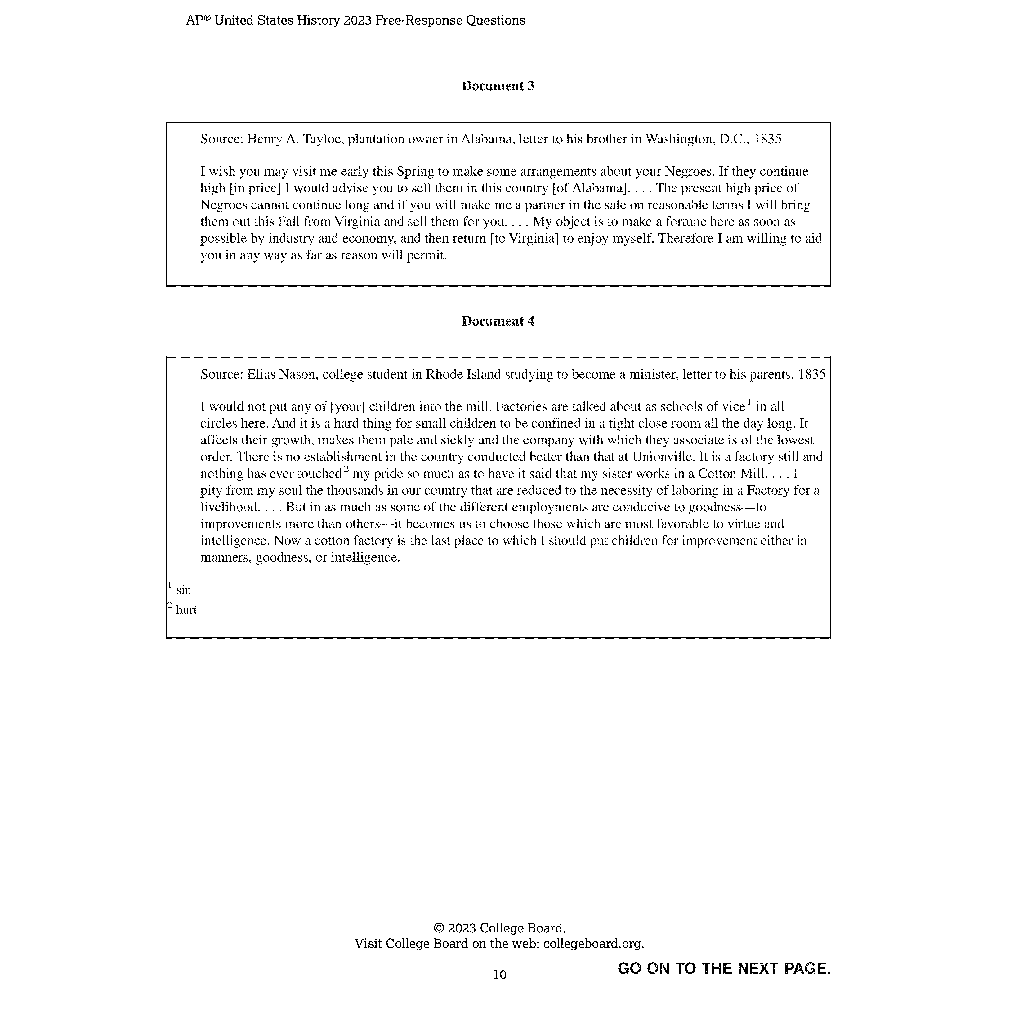 AP® United States History 2023 Free-Response Questions
Document 3
Source: Henry A. Tayloe, plantation owner in Alabama, letter to his brother in Washington, D.C., 1835
I wish you may visit me early this Spring to make some arrangements about your Negroes. If they continue
high [in price] I would advise you to sell them in this country [of Alabama]. . . . The present high price of
Negroes cannot continue long and if you will make me a partner in the sale on reasonable terms I will bring
them out this Fall from Virginia and sell them for you. . . . My object is to make a fortune here as soon as
possible by industry and economy, and then return [to Virginia] to enjoy myself. Therefore I am willing to aid
you in any way as far as reason will permit.
Document 4
Source: Elias Nason, college student in Rhode Island studying to become a minister, letter to his parents, 1835
I would not put any of [your] children into the mill. Factories are talked about as schools of vice¹ in all
circles here. And it is a hard thing for small children to be confined in a tight close room all the day long. It
affects their growth, makes them pale and sickly and the company with which they associate is of the lowest
order. There is no establishment in the country conducted better than that at Unionville. It is a factory still and
nothing has ever touched² my pride so much as to have it said that my sister works in a Cotton Mill. . . . I
pity from my soul the thousands in our country that are reduced to the necessity of laboring in a Factory for a
livelihood. . . . But in as much as some of the different employments are conducive to goodness—to
improvements more than others—it becomes us to choose those which are most favorable to virtue and
intelligence. Now a cotton factory is the last place to which I should put children for improvement either in
manners, goodness, or intelligence.
¹ sin
² hurt
© 2023 College Board.
Visit College Board on the web: collegeboard.org.
10
GO ON TO THE NEXT PAGE.